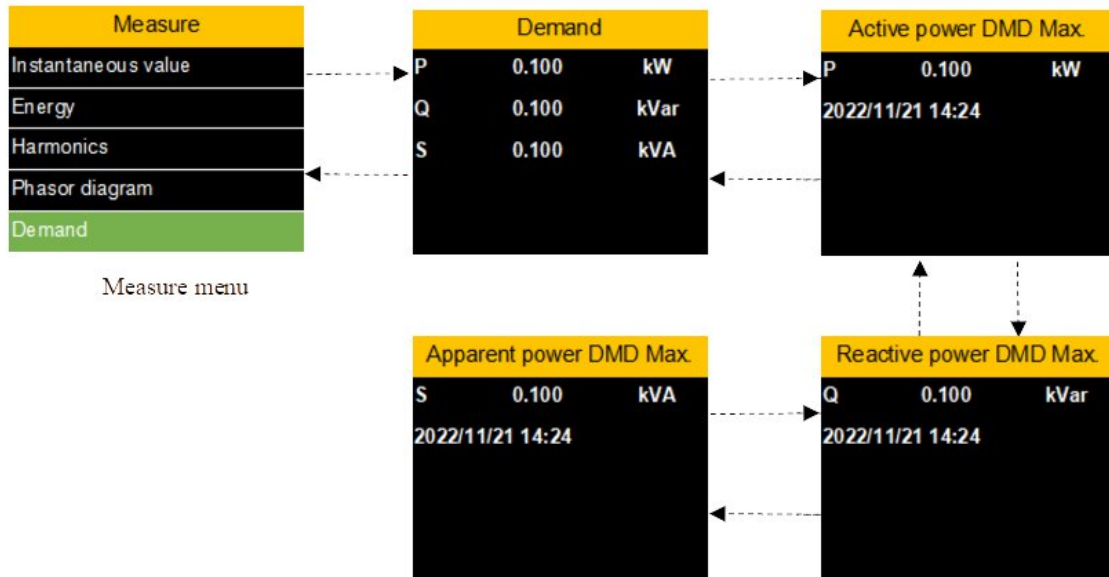 Measure
Instantaneous value
Energy
Harmonics
Phasor diagram
Demand
Measure menu
Demand
P 0.100 kW
Q 0.100 kVar
S 0.100 kVA
Active power DMD Max.
P 0.100 kW
2022/11/21 14:24
Apparent power DMD Max.
S 0.100 kVA
2022/11/21 14:24
Reactive power DMD Max.
Q 0.100 kVar
2022/11/21 14:24